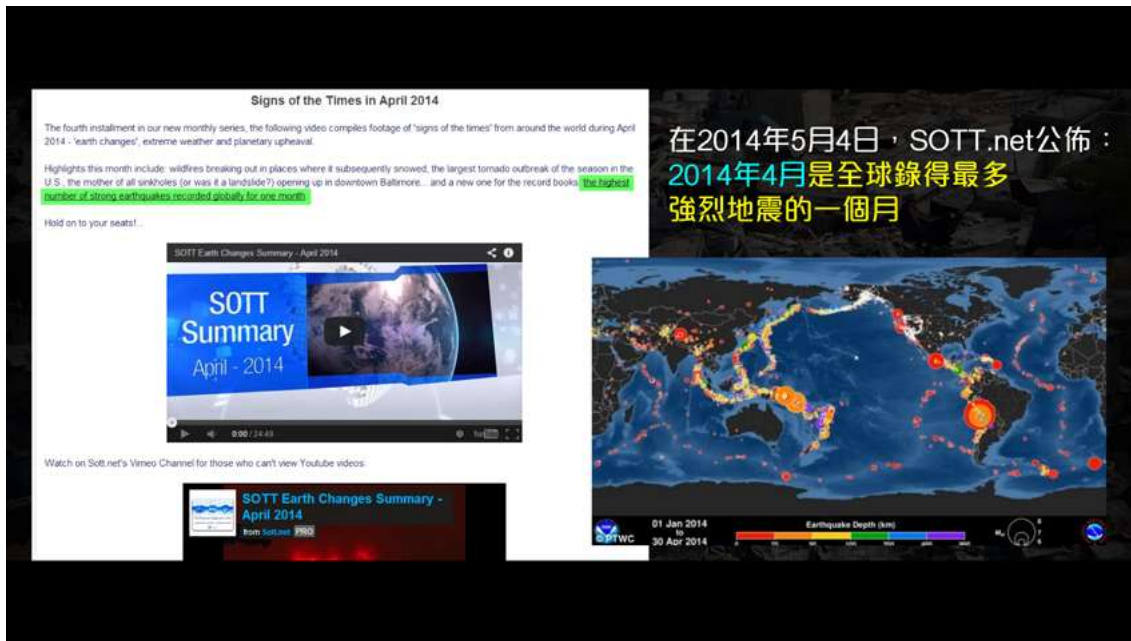 Signs of the Times in April 2014
The fourth installment in our new monthly series, the following video compiles footage of 'signs of the times' from around the world during April
2014 - 'earth changes', extreme weather and planetary upheaval.
Highlights this month include: wildfires breaking out in places where it subsequently snowed, the largest tornado outbreak of the season in the
U.S., the mother of all sinkholes (or was it a landslide?) opening up in downtown Baltimore... and a new one for the record books: the highest
number of strong earthquakes recorded globally for one month.
Hold on to your seats!...
SOTT Earth Changes Summary - April 2014
SOTT
Summary
April - 2014
0:00 / 24:49
Watch on Sott.net's Vimeo Channel for those who can't view Youtube videos:
SOTT Earth Changes Summary -
April 2014
from Sott.net PRO
在2014年5月4日，SOTT.net公佈：
2014年4月是全球錄得最多
強烈地震的一個月
01 Jan 2014
to
30 Apr 2014
PTWC
Earthquake Depth (km)